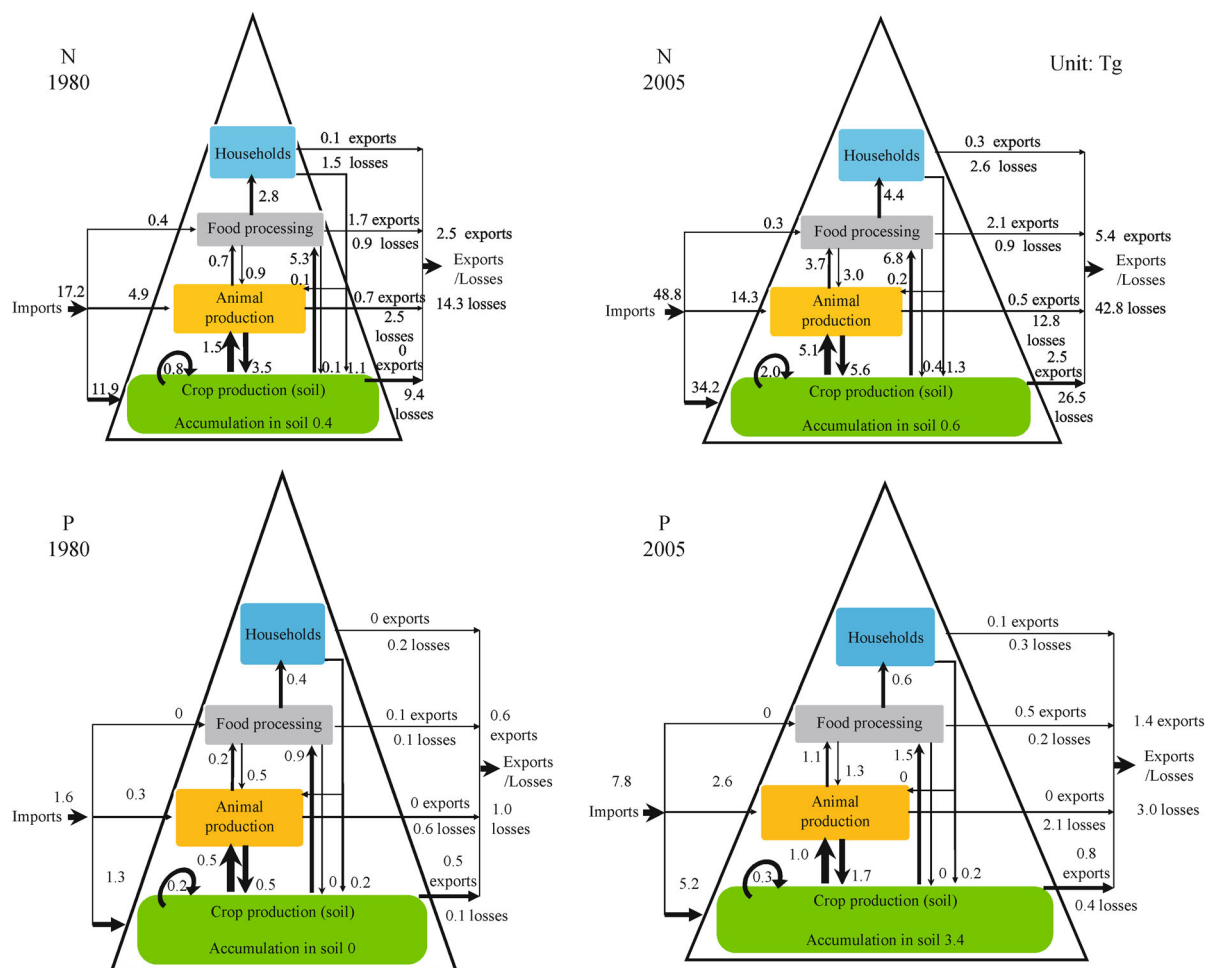 N
1980
Households
0.1 exports
1.5 losses
2.8
0.4
Food processing
1.7 exports
0.9 losses
2.5 exports
Exports
/Losses
0.7
0.9
5.3
0.1
17.2
Imports
4.9
Animal
production
0.7 exports
2.5
losses
14.3 losses
0
exports
1.5
3.5
0.8
0.1
1.1
11.9
Crop production (soil)
9.4
losses
Accumulation in soil 0.4
N
2005
Unit: Tg
Households
0.3 exports
2.6 losses
4.4
0.3
Food processing
2.1 exports
0.9 losses
5.4 exports
Exports
/Losses
3.7
3.0
6.8
0.2
48.8
Imports
14.3
Animal
production
0.5 exports
12.8
losses
42.8 losses
2.5
exports
5.1
5.6
2.0
0.4
1.3
34.2
Crop production (soil)
26.5
losses
Accumulation in soil 0.6
P
1980
Households
0 exports
0.2 losses
0.4
0
Food processing
0.1 exports
0.1 losses
0.6
exports
Exports
/Losses
0.2
0.5
0.9
1.6
Imports
0.3
Animal
production
0 exports
0.6 losses
1.0
losses
0.5
exports
0.5
0.5
0.2
0
0.2
1.3
Crop production (soil)
0.1 losses
Accumulation in soil 0
P
2005
Households
0.1 exports
0.3 losses
0.6
0
Food processing
0.5 exports
0.2 losses
1.4 exports
Exports
/Losses
1.1
1.3
1.5
0
7.8
Imports
2.6
Animal
production
0 exports
2.1 losses
3.0 losses
0.8
exports
1.0
1.7
0.3
0
0.2
5.2
Crop production (soil)
0.4 losses
Accumulation in soil 3.4